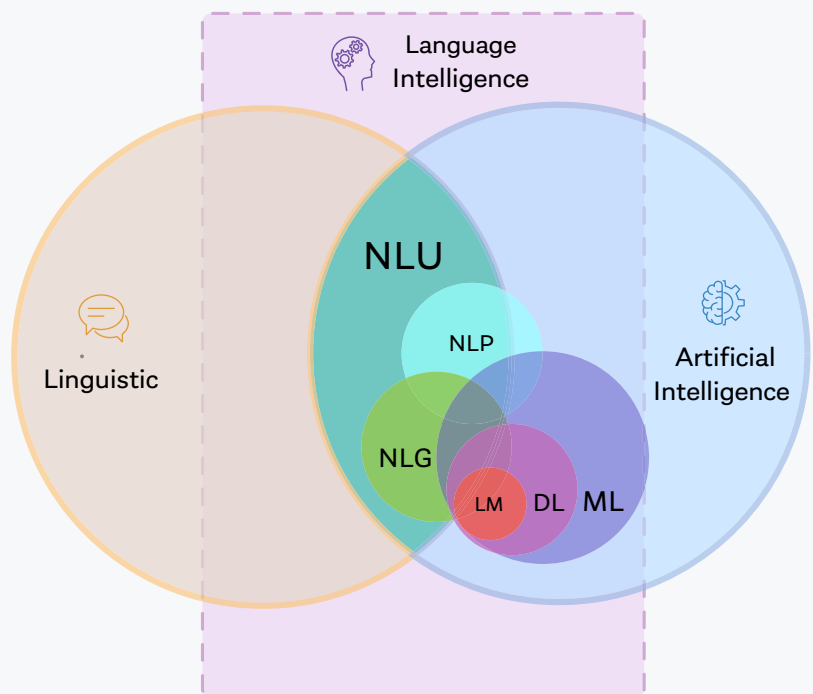 Language
Intelligence
NLU
NLP
Linguistic
Artificial
Intelligence
NLG
LM
DL
ML